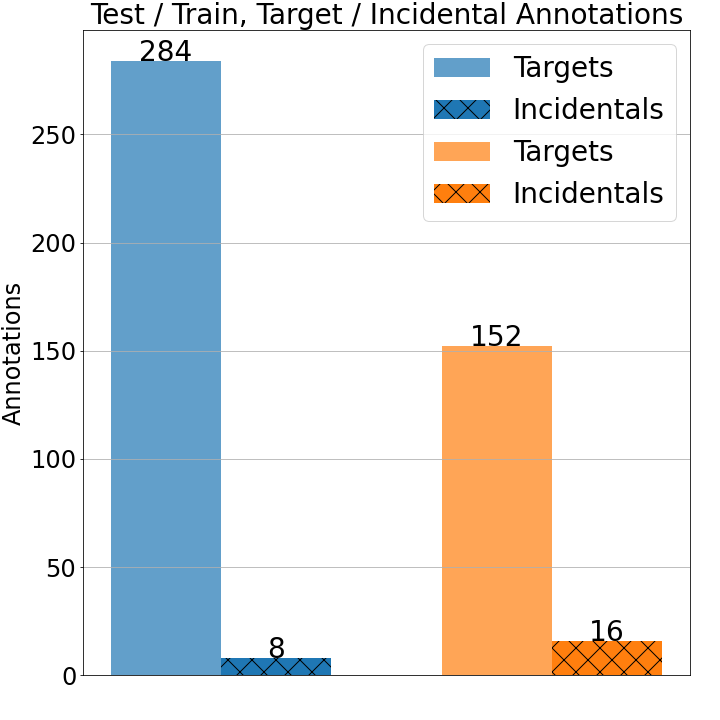 Test / Train, Target / Incidental Annotations
284
Targets
Incidentals
Targets
Incidentals
250
200
152
150
Annotations
100
50
16
8
0